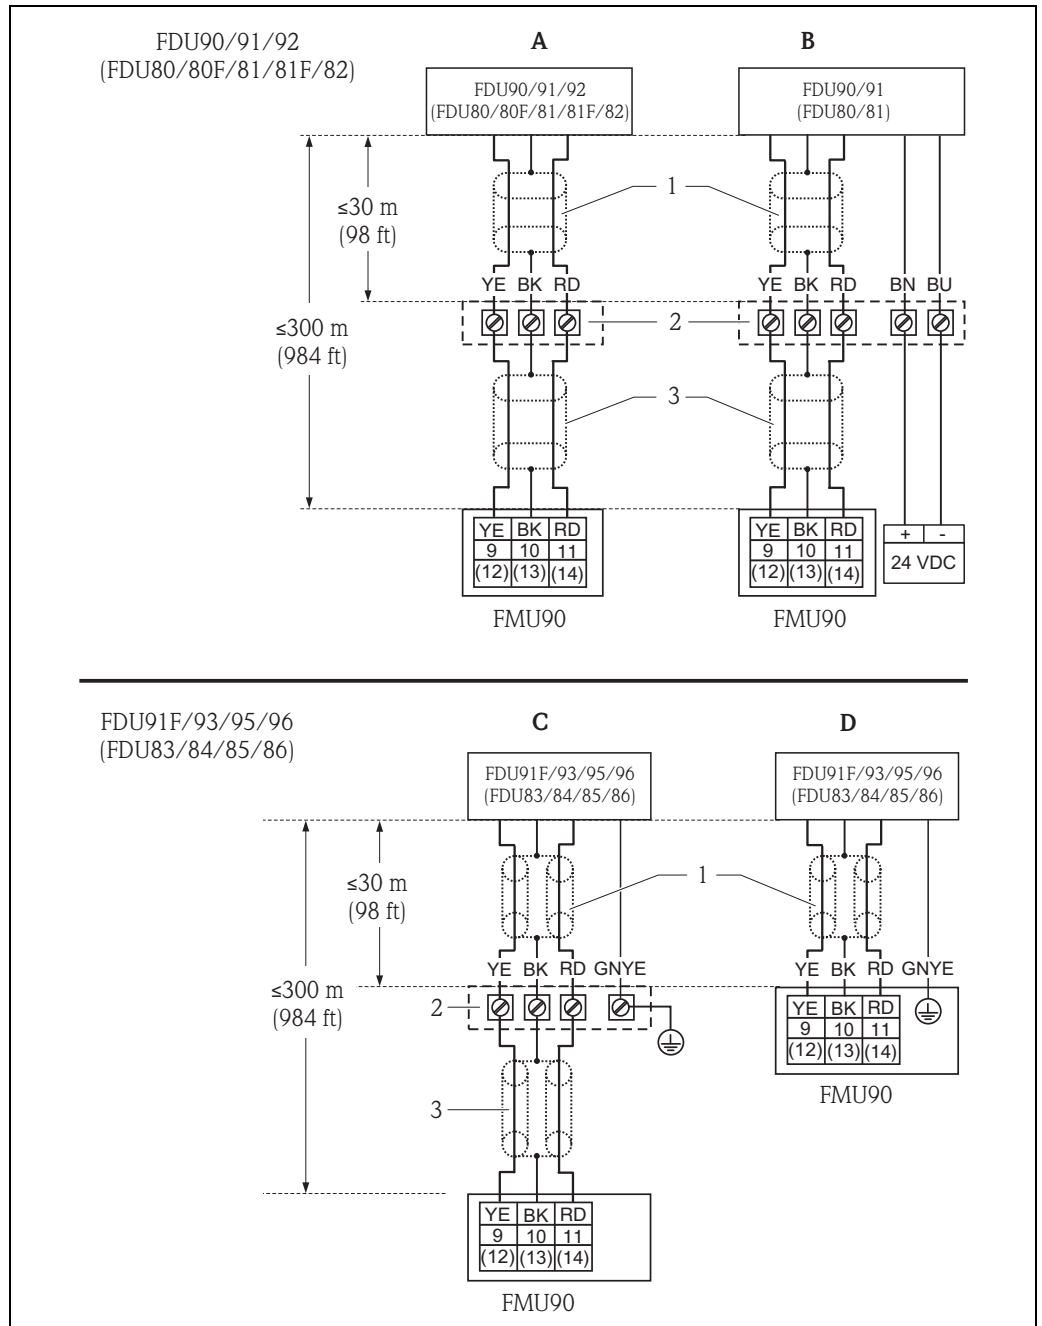 FDU90/91/92
(FDU80/80F/81/81F/82)
A
B
FDU90/91/92
(FDU80/80F/81/81F/82)
FDU90/91
(FDU80/81)
≤30 m
(98 ft)
1
YE BK RD
YE BK RD BN BU
≤300 m
(984 ft)
2
3
YE BK RD
9 10 11
(12) (13) (14)
FMU90
YE BK RD
9 10 11
(12) (13) (14)
FMU90
+ -
24 VDC
FDU91F/93/95/96
(FDU83/84/85/86)
C
D
FDU91F/93/95/96
(FDU83/84/85/86)
FDU91F/93/95/96
(FDU83/84/85/86)
≤30 m
(98 ft)
1
YE BK RD GNYE
YE BK RD GNYE
≤300 m
(984 ft)
2
YE BK RD
9 10 11
(12) (13) (14)
FMU90
3
YE BK RD
9 10 11
(12) (13) (14)
FMU90